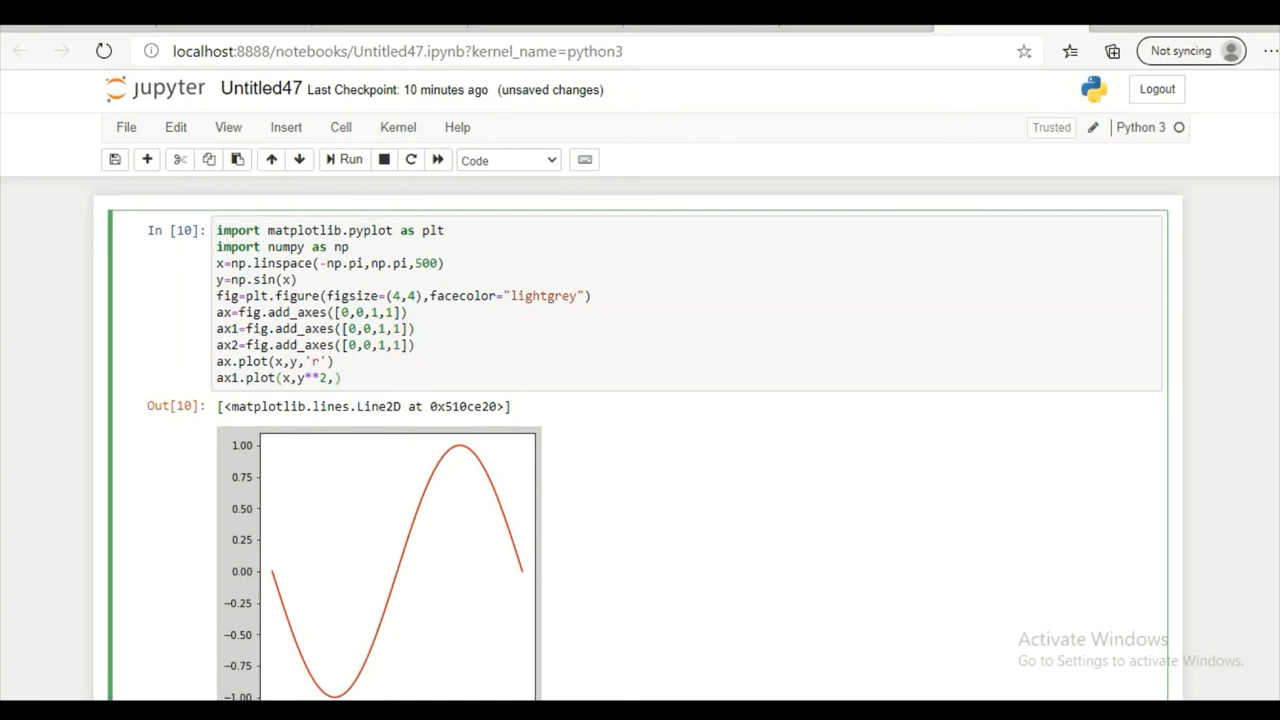 localhost:8888/notebooks/Untitled47.ipynb?kernel_name=python3
Not syncing
jupyter Untitled47 Last Checkpoint: 10 minutes ago (unsaved changes)
Logout
File Edit View Insert Cell Kernel Help
Trusted
Python 3
Run
Code
In [10]:
import matplotlib.pyplot as plt
import numpy as np
x=np.linspace(-np.pi,np.pi,500)
y=np.sin(x)
fig=plt.figure(figsize=(4,4),facecolor="lightgrey")
ax=fig.add_axes([0,0,1,1])
ax1=fig.add_axes([0,0,1,1])
ax2=fig.add_axes([0,0,1,1])
ax.plot(x,y,'r')
ax1.plot(x,y**2,)
Out[10]: [<matplotlib.lines.Line2D at 0x510ce20>]
1.00
0.75
0.50
0.25
0.00
−0.25
−0.50
−0.75
−1.00
Activate Windows
Go to Settings to activate Windows.